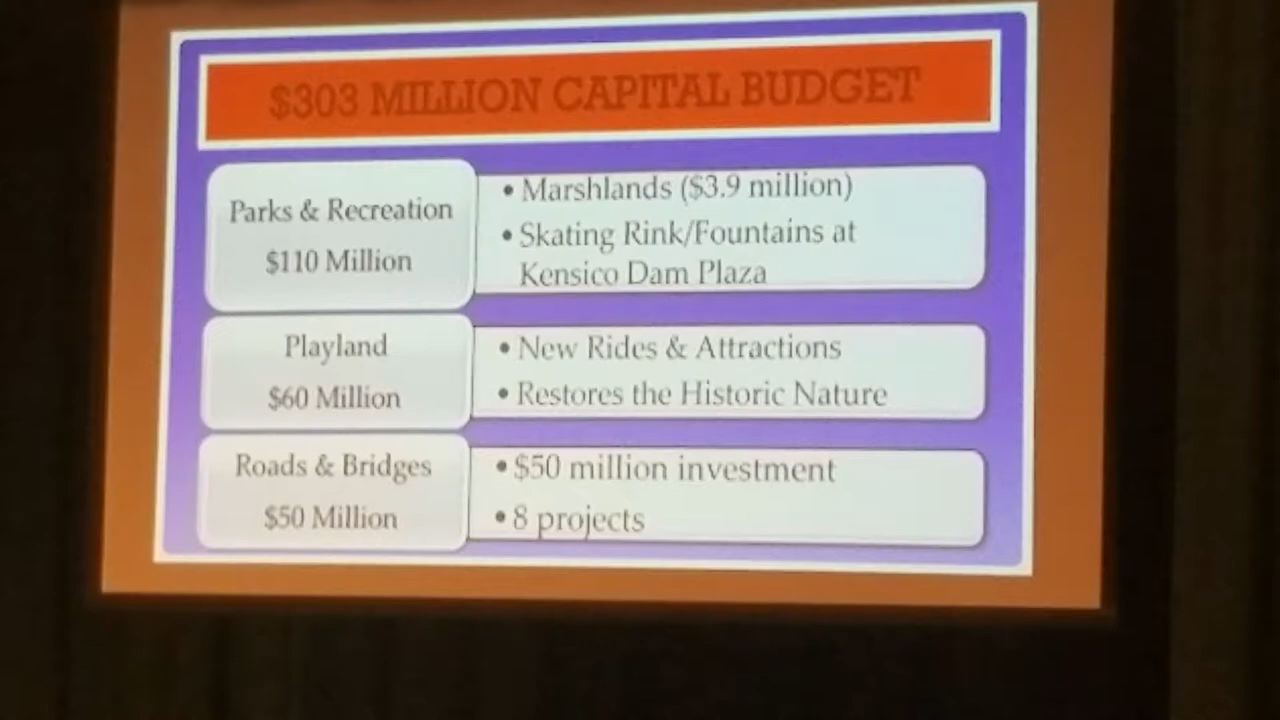 $303 MILLION CAPITAL BUDGET
Parks & Recreation
$110 Million
• Marshlands ($3.9 million)
• Skating Rink/Fountains at
Kensico Dam Plaza
Playland
$60 Million
• New Rides & Attractions
• Restores the Historic Nature
Roads & Bridges
$50 Million
• $50 million investment
• 8 projects